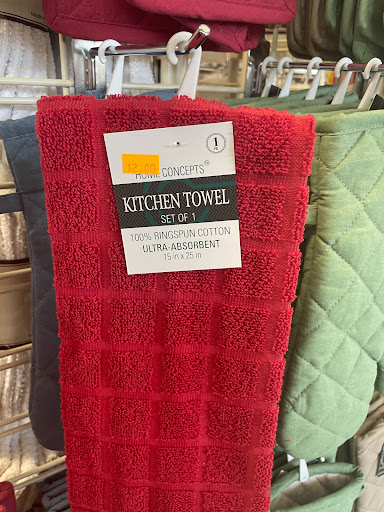 1
PK
$2.00
HOME CONCEPTS®
KITCHEN TOWEL
SET OF 1
100% RINGSPUN COTTON
ULTRA-ABSORBENT
15 in x 25 in